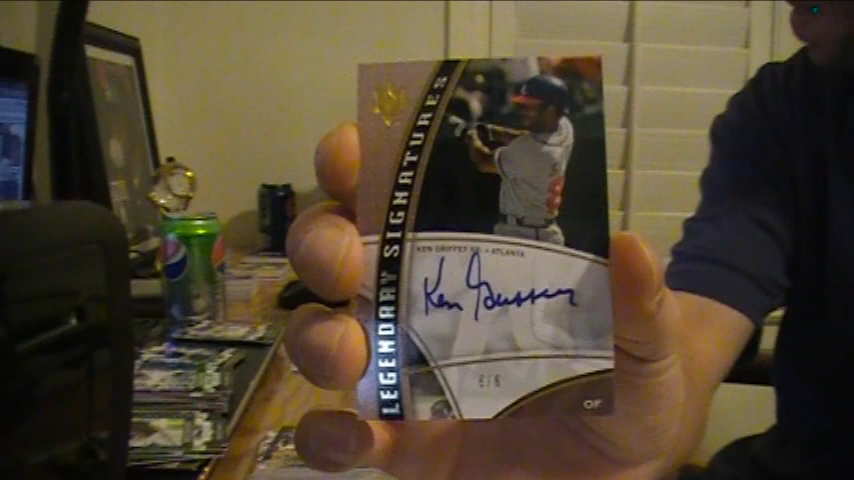 LEGENDARY SIGNATURES
KEN GRIFFEY SR. • ATLANTA
Ken Griffey
OF